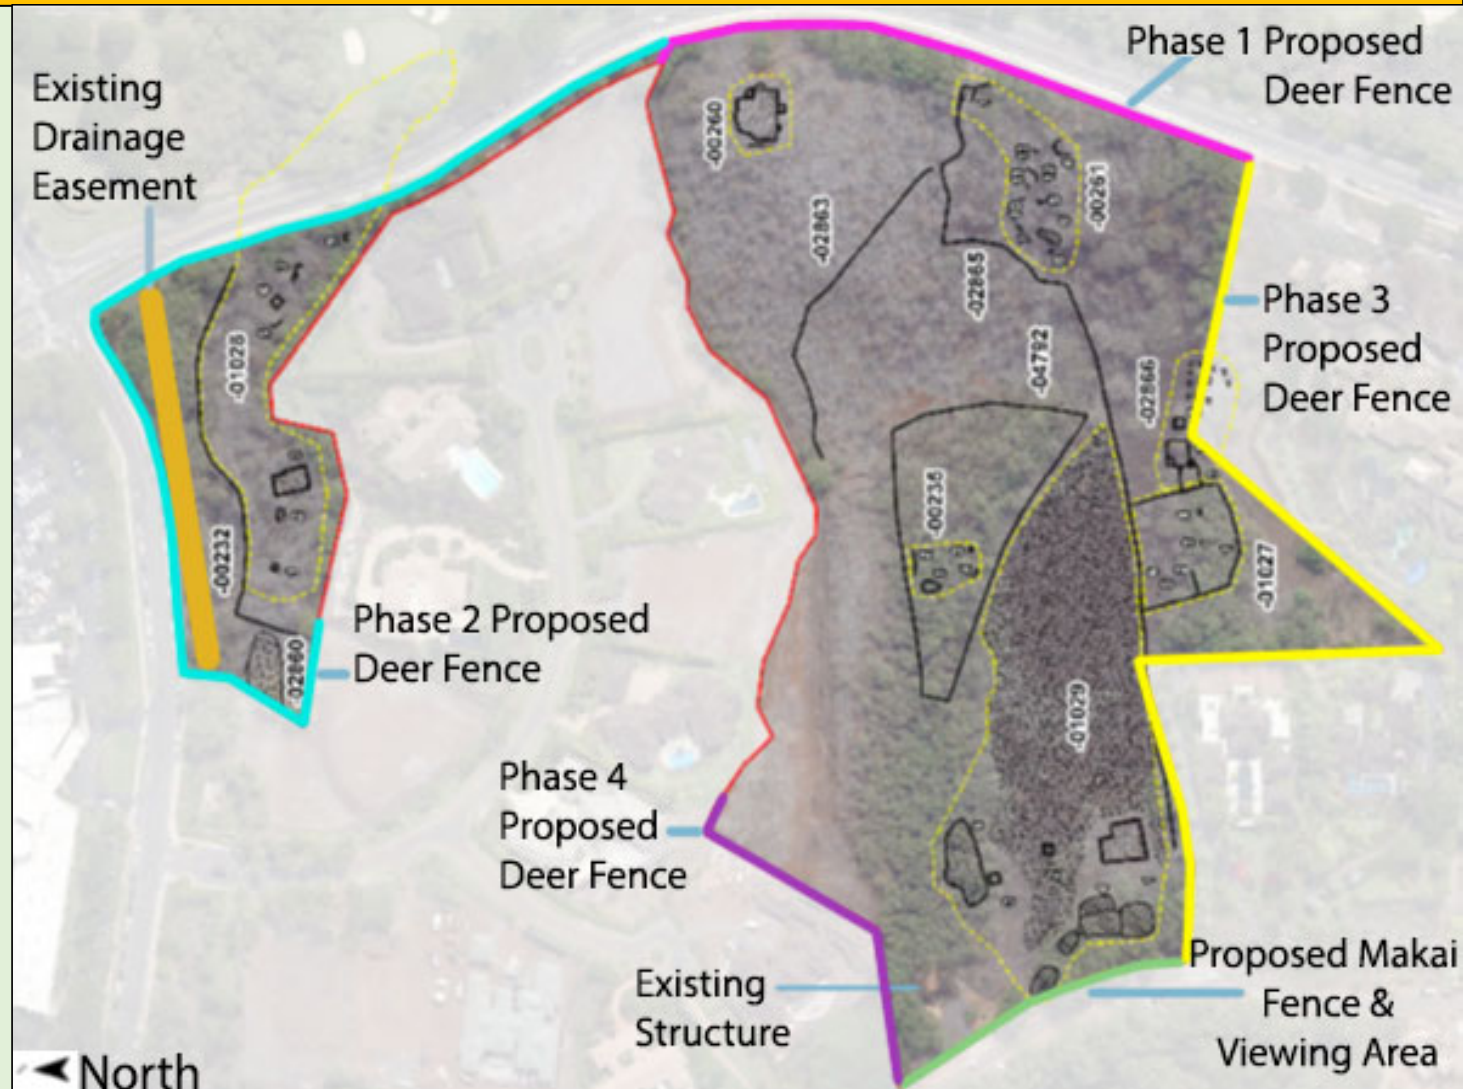 Phase 1 Proposed
Deer Fence
Existing
Drainage
Easement
-00260
-02863
-00261
-02865
Phase 3
Proposed
Deer Fence
-01028
-04792
-02866
-00235
-00232
-01027
Phase 2 Proposed
Deer Fence
-02860
-01029
Phase 4
Proposed
Deer Fence
Existing
Structure
Proposed Makai
Fence &
Viewing Area
North